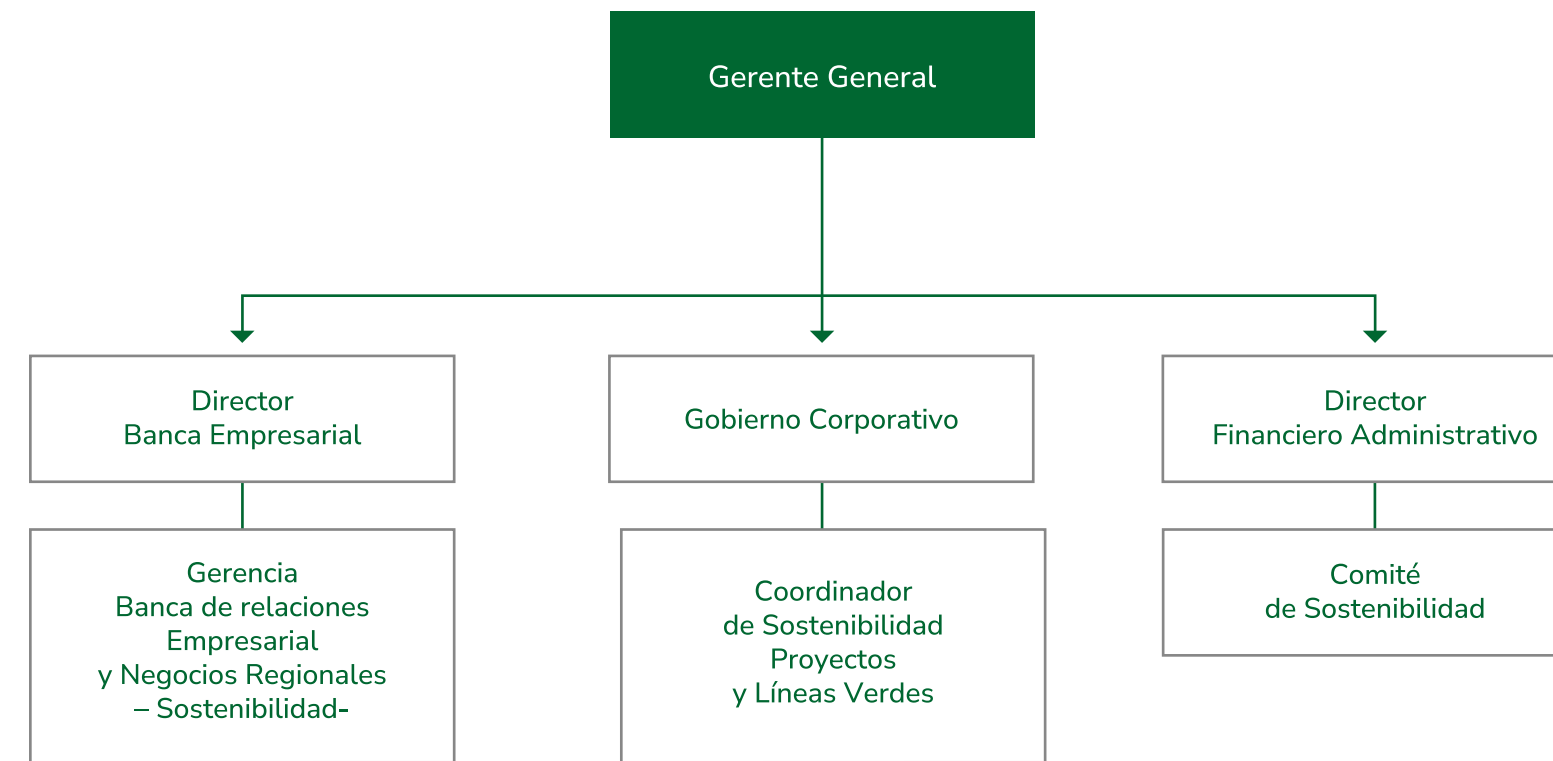 Gerente General
Director
Banca Empresarial
Gobierno Corporativo
Director
Financiero Administrativo
Gerencia
Banca de relaciones
Empresarial
y Negocios Regionales
– Sostenibilidad-
Coordinador
de Sostenibilidad
Proyectos
y Líneas Verdes
Comité
de Sostenibilidad